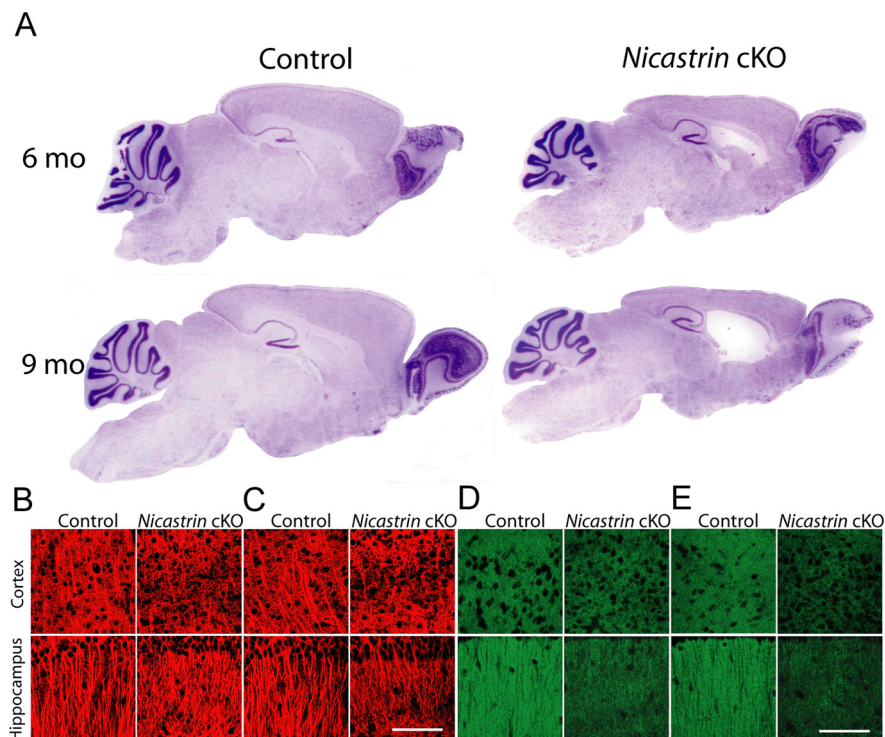 A
Control Nicastrin cKO
6 mo
9 mo
B C D E
Control Nicastrin cKO Control Nicastrin cKO Control Nicastrin cKO Control Nicastrin cKO
Cortex
Hippocampus